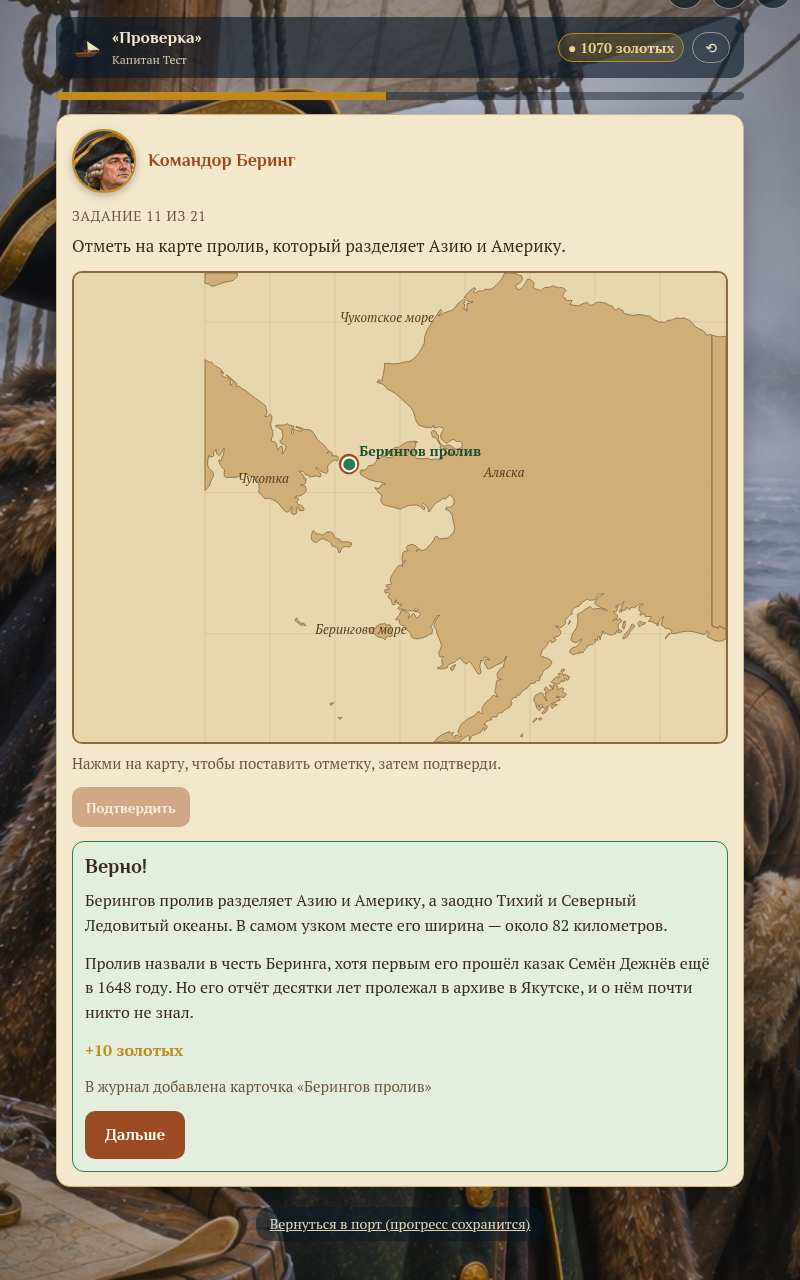 «Проверка»
Капитан Тест
● 1070 золотых
⟲
Командор Беринг
ЗАДАНИЕ 11 ИЗ 21
Отметь на карте пролив, который разделяет Азию и Америку.
Чукотское море
Берингов пролив
Чукотка
Аляска
Берингово море
Нажми на карту, чтобы поставить отметку, затем подтверди.
Подтвердить
Верно!
Берингов пролив разделяет Азию и Америку, а заодно Тихий и Северный
Ледовитый океаны. В самом узком месте его ширина — около 82 километров.
Пролив назвали в честь Беринга, хотя первым его прошёл казак Семён Дежнёв ещё
в 1648 году. Но его отчёт десятки лет пролежал в архиве в Якутске, и о нём почти
никто не знал.
+10 золотых
В журнал добавлена карточка «Берингов пролив»
Дальше
Вернуться в порт (прогресс сохранится)